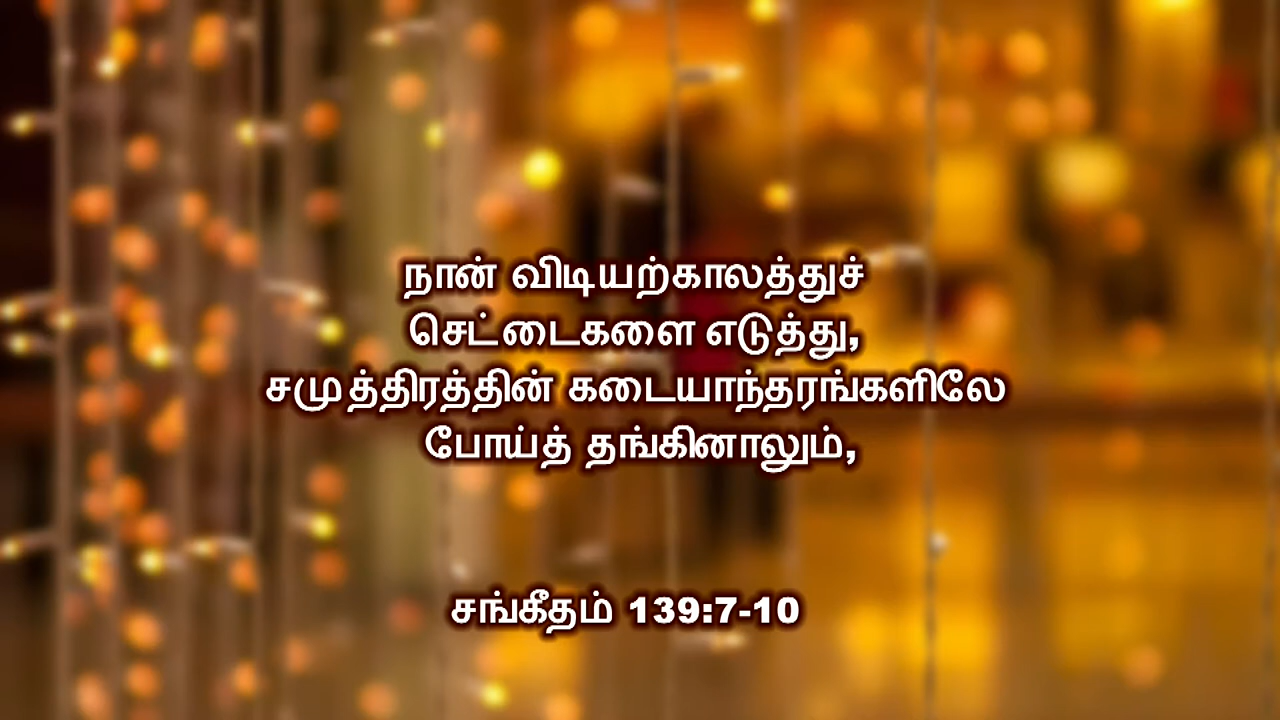 நான் விடியற்காலத்துச்
செட்டைகளை எடுத்து,
சமுத்திரத்தின் கடையாந்தரங்களிலே
போய்த் தங்கினாலும்,
சங்கீதம் 139:7-10